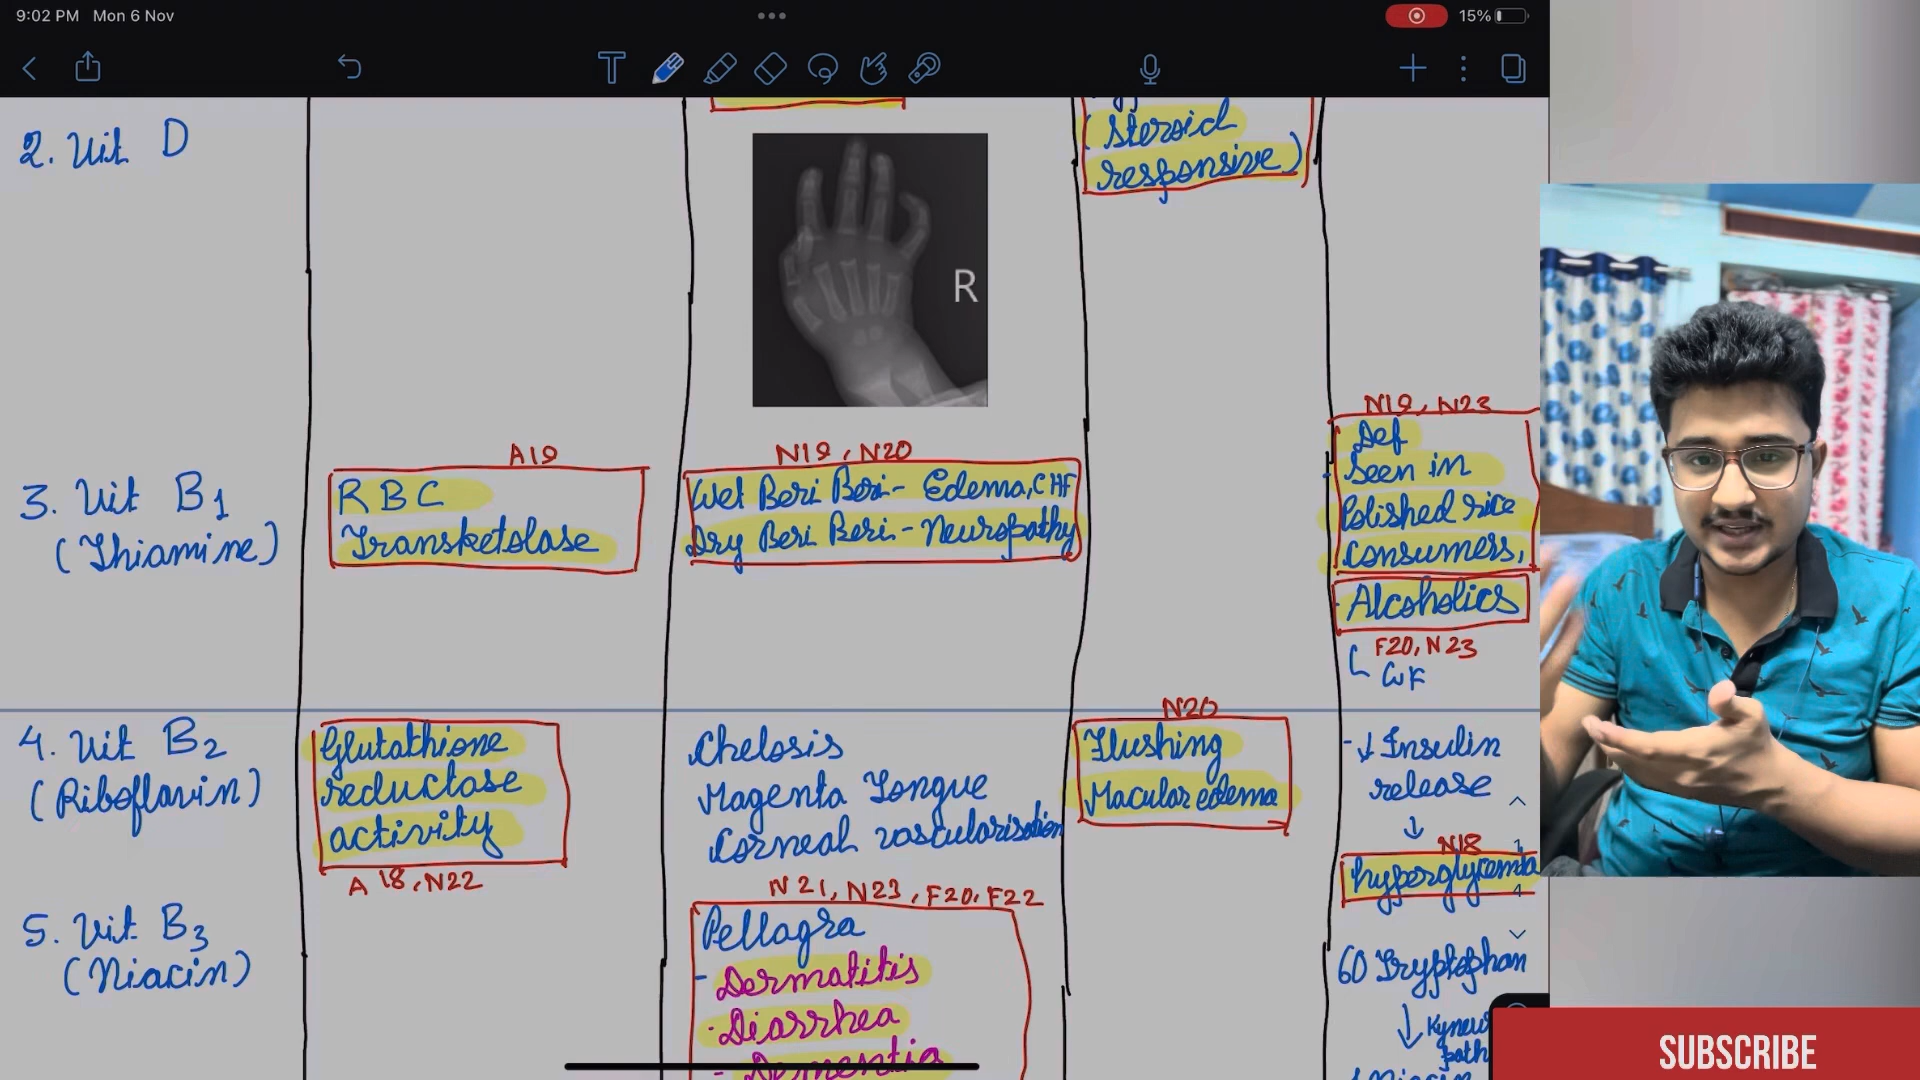 9:02 PM Mon 6 Nov
15%
(steroid
responsive)
2. Vit D
R
3. Vit B1
(Thiamine)
A19
RBC
Transketolase
N19, N20
Wet Beri Beri - Edema, CHF
Dry Beri Beri - Neuropathy
N19, N23
Def
seen in
Polished rice
consumers,
Alcoholics
F20, N23
4. Vit B2
(Riboflavin)
Glutathione
reductase
activity
A 18, N22
Chelosis
Magenta Tongue
Corneal vascularisation
N20
Flushing
Macular edema
- ↓ Insulin
release
↓
N18
hyperglycemia
5. Vit B3
(Niacin)
N 21, N23, F20, F22
Pellagra
- Dermatitis
· Diarrhea
- Dementia
60 Tryptophan
↓
SUBSCRIBE